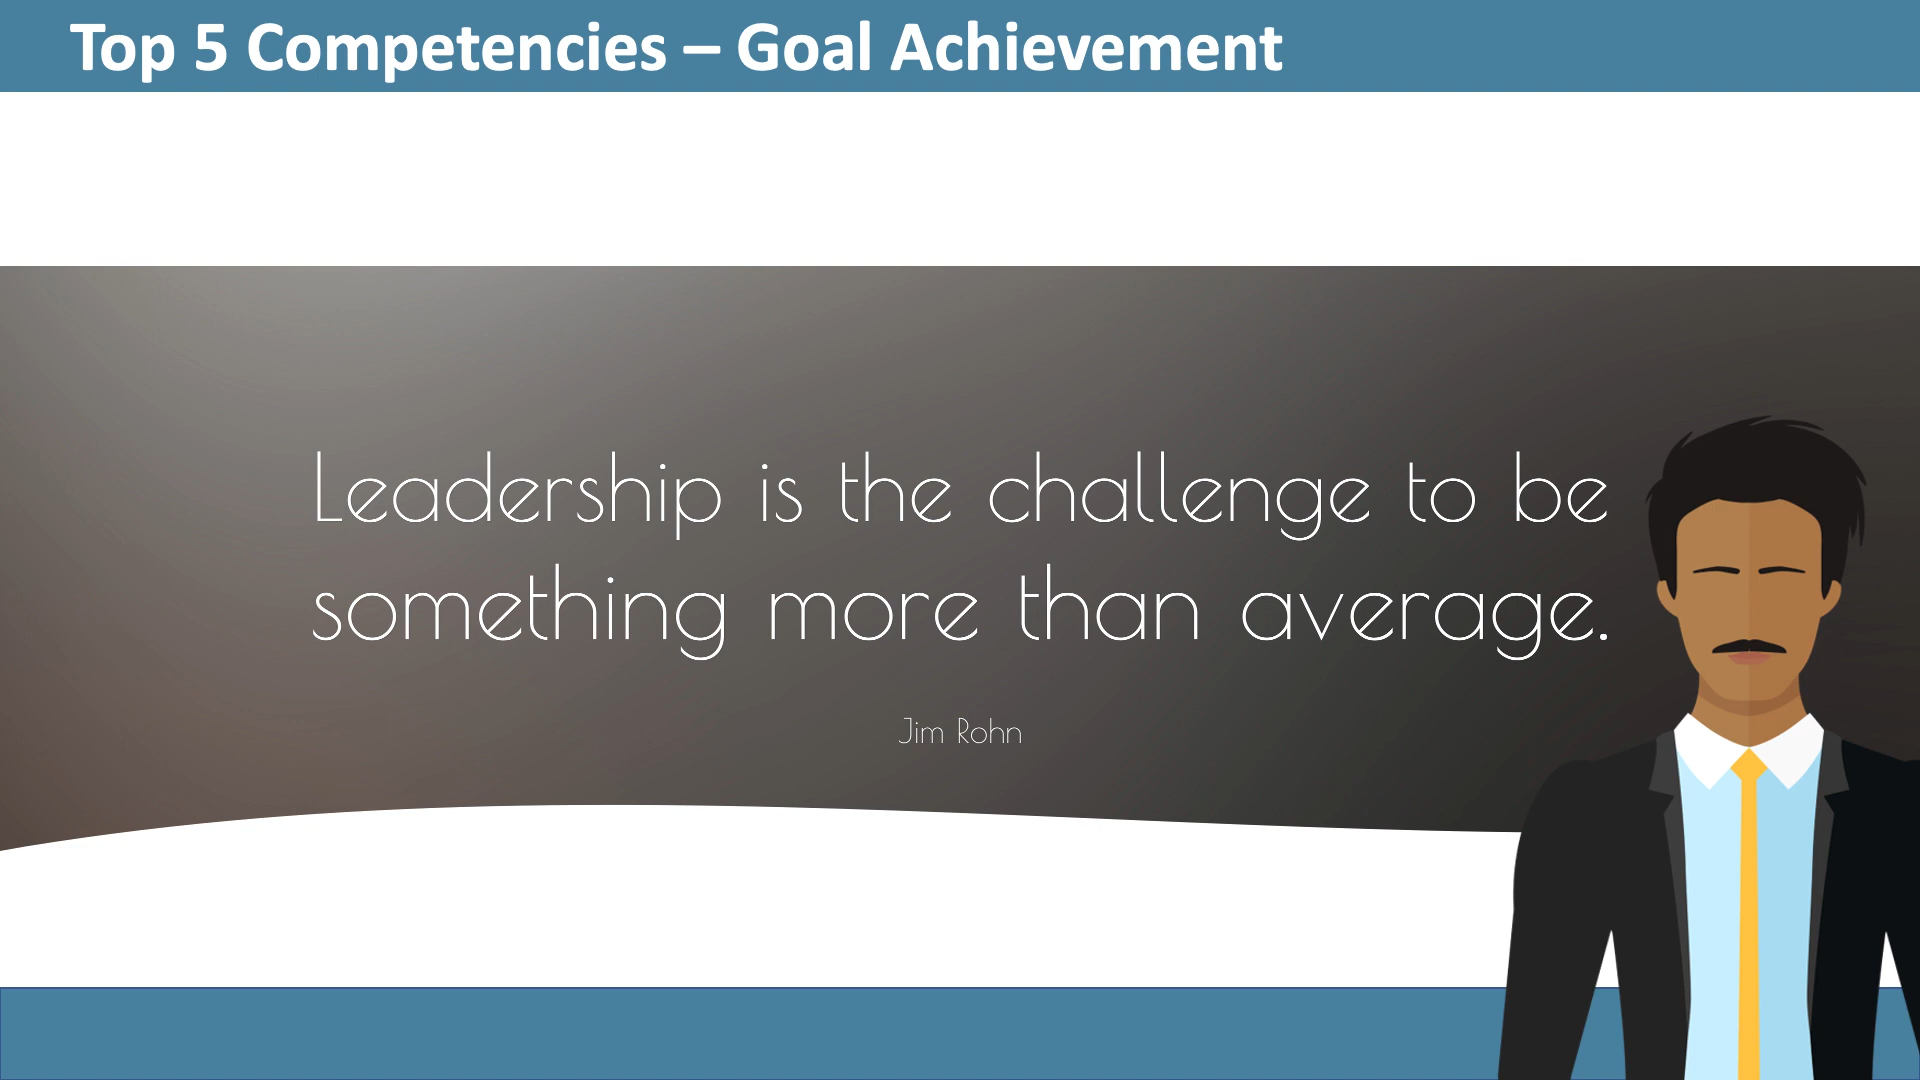 Top 5 Competencies – Goal Achievement
Leadership is the challenge to be
something more than average.
Jim Rohn